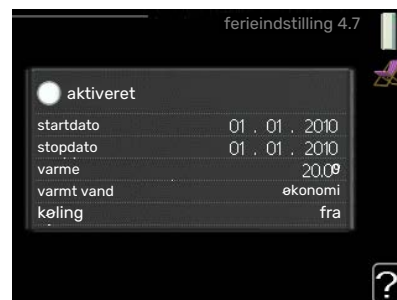 ferieindstilling 4.7
aktiveret
startdato 01 . 01 . 2010
stopdato 01 . 01 . 2010
varme 20.0º
varmt vand økonomi
køling fra
?